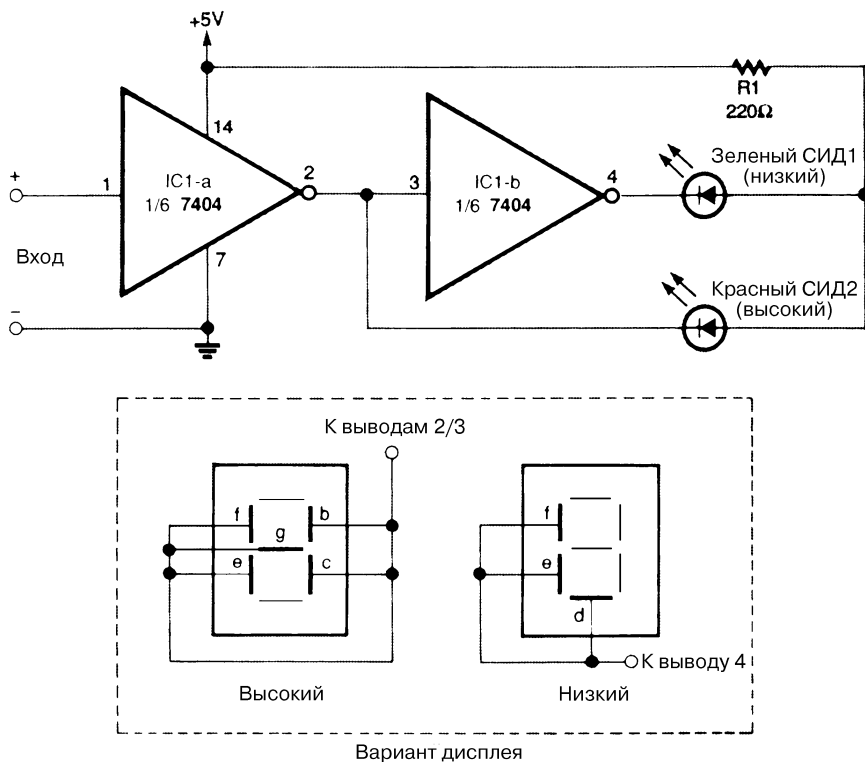 +5V
R1
220Ω
14
+
1
IC1-a
1/6 7404
2
3
IC1-b
1/6 7404
4
Зеленый СИД1
(низкий)
Вход
7
–
Красный СИД2
(высокий)
К выводам 2/3
f
b
g
e
c
f
e
d
К выводу 4
Высокий
Низкий
Вариант дисплея